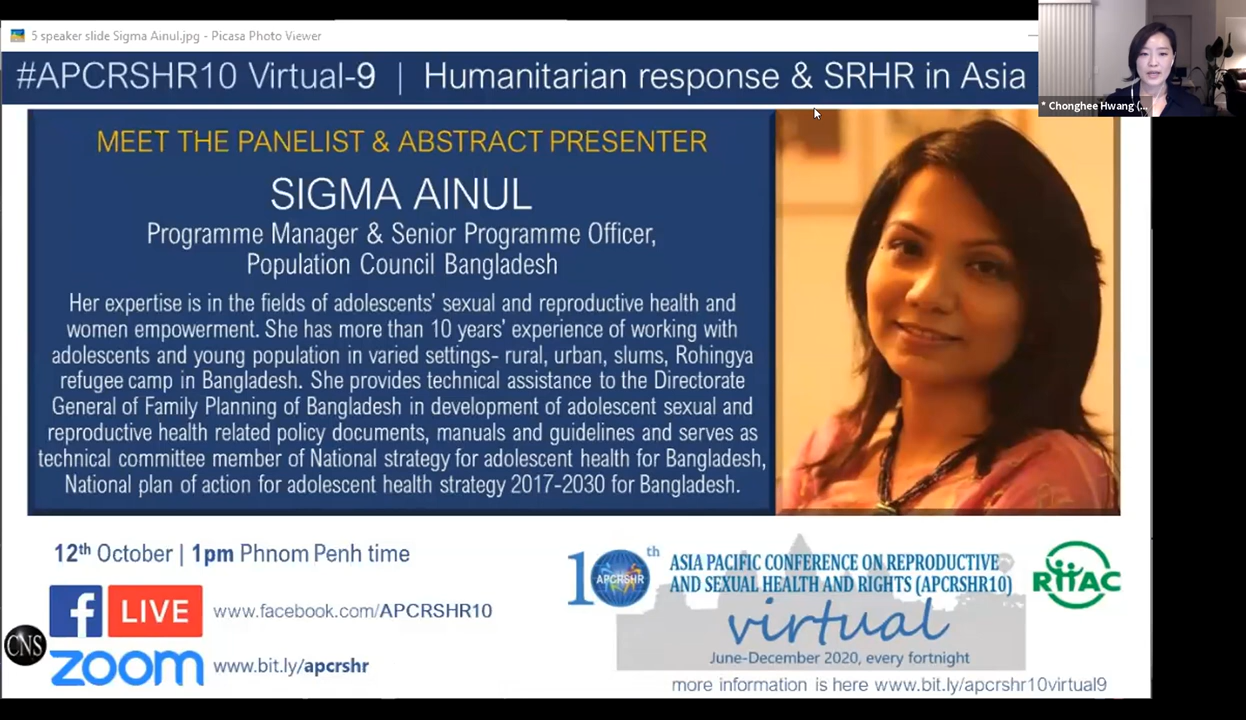 5 speaker slide Sigma Ainul.jpg - Picasa Photo Viewer
#APCRSHR10 Virtual-9 | Humanitarian response & SRHR in Asia
* Chonghee Hwang (...
MEET THE PANELIST & ABSTRACT PRESENTER
SIGMA AINUL
Programme Manager & Senior Programme Officer,
Population Council Bangladesh
Her expertise is in the fields of adolescents' sexual and reproductive health and
women empowerment. She has more than 10 years' experience of working with
adolescents and young population in varied settings- rural, urban, slums, Rohingya
refugee camp in Bangladesh. She provides technical assistance to the Directorate
General of Family Planning of Bangladesh in development of adolescent sexual and
reproductive health related policy documents, manuals and guidelines and serves as
technical committee member of National strategy for adolescent health for Bangladesh,
National plan of action for adolescent health strategy 2017-2030 for Bangladesh.
12th October | 1pm Phnom Penh time
f LIVE www.facebook.com/APCRSHR10
CNS
zoom www.bit.ly/apcrshr
10th
APCRSHR
ASIA PACIFIC CONFERENCE ON REPRODUCTIVE
AND SEXUAL HEALTH AND RIGHTS (APCRSHR10)
virtual
June-December 2020, every fortnight
RHAC
more information is here www.bit.ly/apcrshr10virtual9